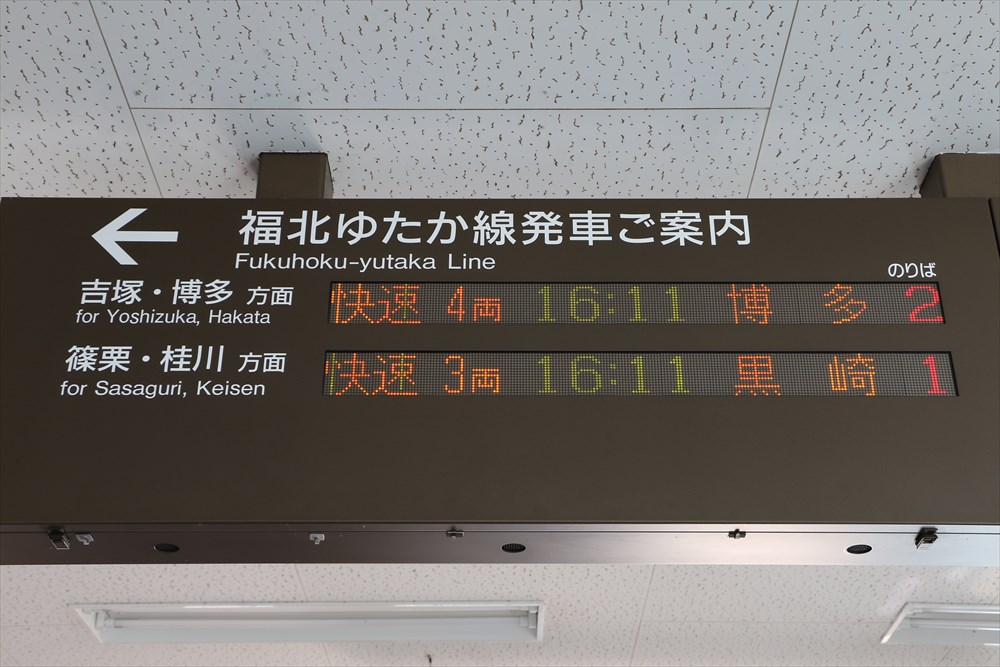 福北ゆたか線発車ご案内
Fukuhoku-yutaka Line
のりば
吉塚・博多 方面 快速 4両 16:11 博多 2
for Yoshizuka, Hakata
篠栗・桂川 方面 快速 3両 16:11 黒崎 1
for Sasaguri, Keisen